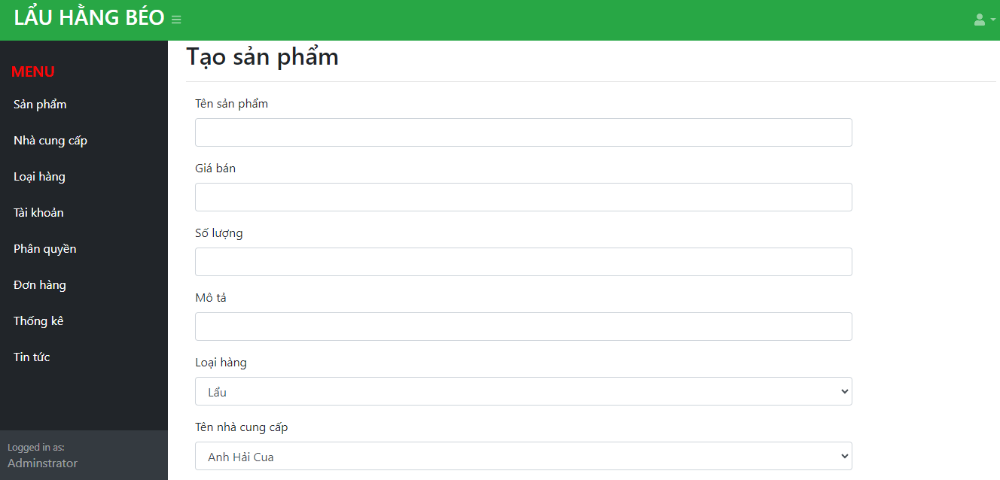 LẨU HẰNG BÉO
MENU
Sản phẩm
Nhà cung cấp
Loại hàng
Tài khoản
Phân quyền
Đơn hàng
Thống kê
Tin tức
Logged in as:
Adminstrator
Tạo sản phẩm
Tên sản phẩm
Giá bán
Số lượng
Mô tả
Loại hàng
Lẩu
Tên nhà cung cấp
Anh Hải Cua